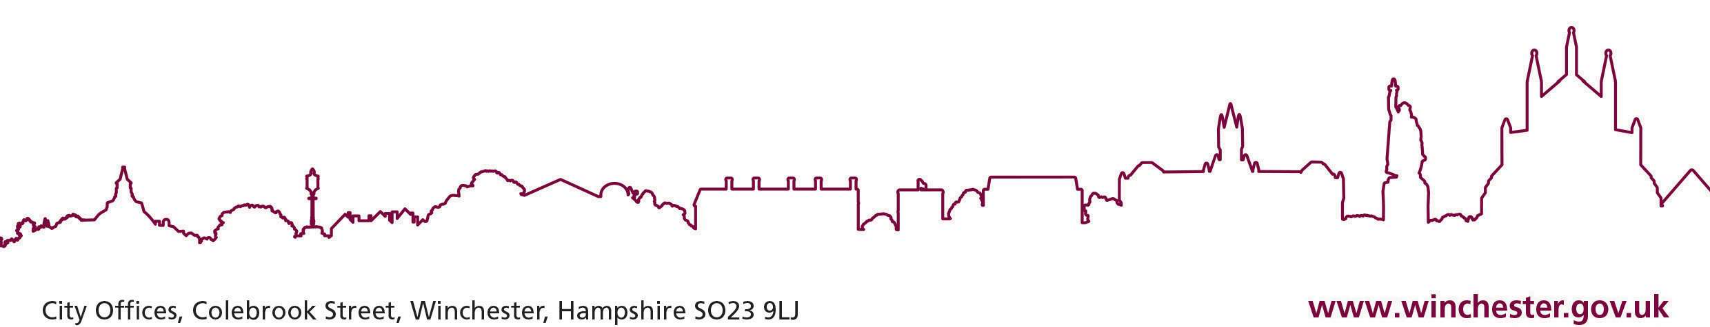 City Offices, Colebrook Street, Winchester, Hampshire SO23 9LJ
www.winchester.gov.uk